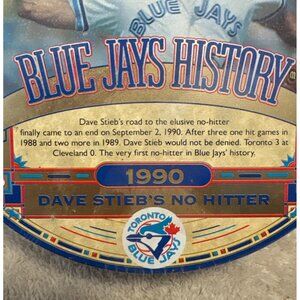 BLUE JAYS
BLUE JAYS HISTORY
Dave Stieb's road to the elusive no-hitter
finally came to an end on September 2, 1990. After three one hit games in
1988 and two more in 1989. Dave Stieb would not be denied. Toronto 3 at
Cleveland 0. The very first no-hitter in Blue Jays' history.
1990
DAVE STIEB'S NO HITTER
TORONTO
BLUE JAYS